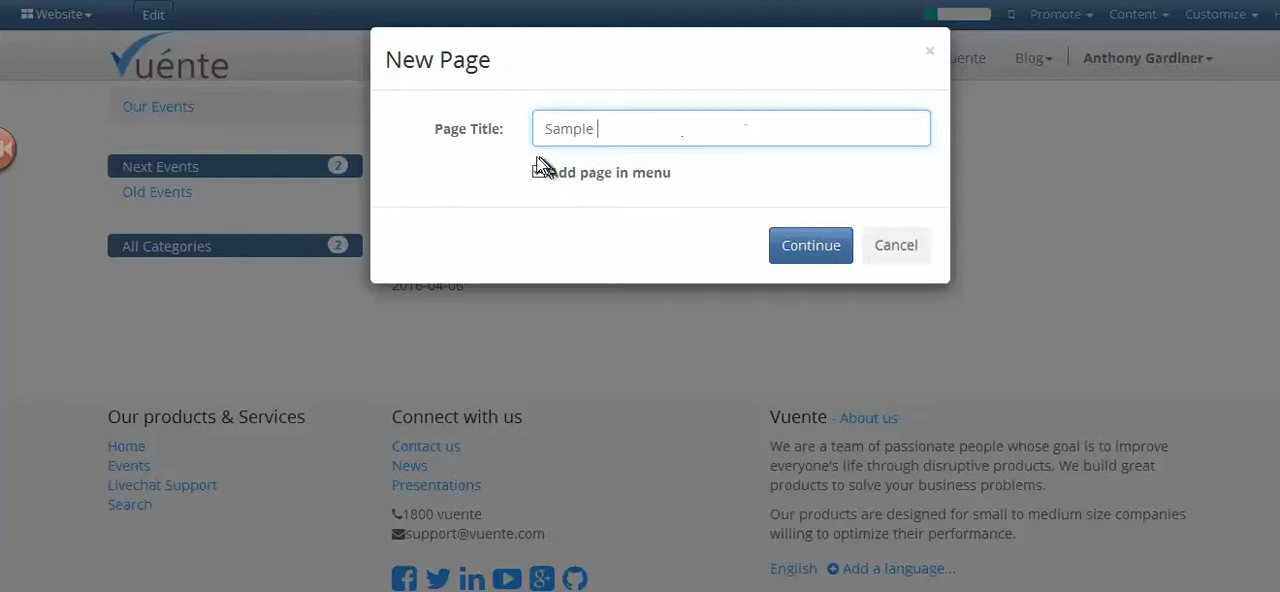 Website
Edit
Promote
Content
Customize
Vuénte
Blog
Anthony Gardiner
New Page
×
Page Title:
Sample
Add page in menu
Continue
Cancel
Our Events
Next Events 2
Old Events
All Categories 2
2016-04-06
Our products & Services
Home
Events
Livechat Support
Search
Connect with us
Contact us
News
Presentations
1800 vuente
support@vuente.com
Vuente - About us
We are a team of passionate people whose goal is to improve
everyone's life through disruptive products. We build great
products to solve your business problems.
Our products are designed for small to medium size companies
willing to optimize their performance.
English Add a language...